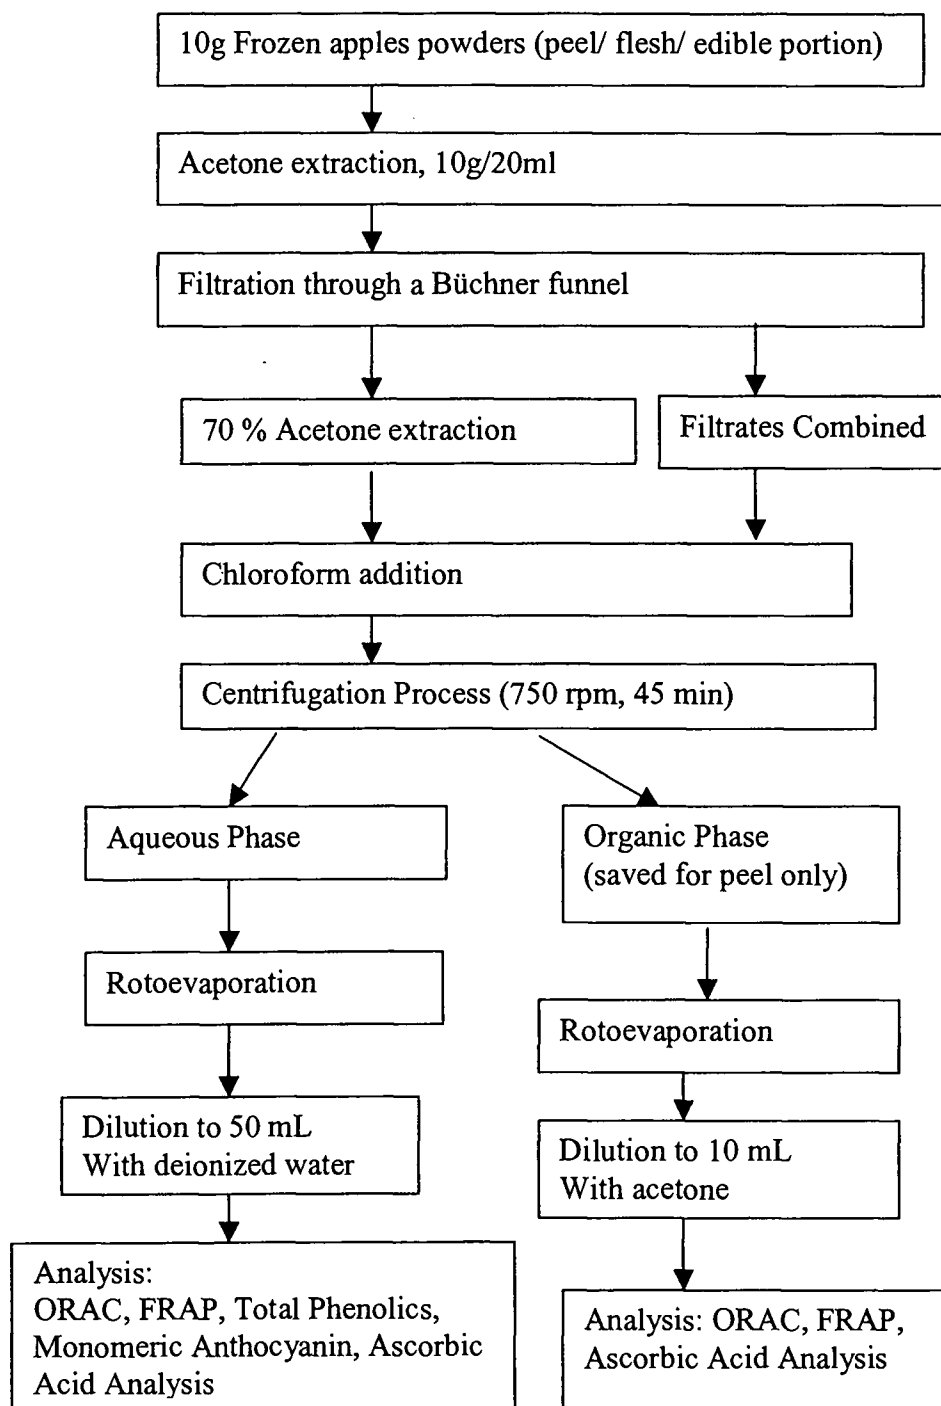 10g Frozen apples powders (peel/ flesh/ edible portion)
Acetone extraction, 10g/20ml
Filtration through a Büchner funnel
70 % Acetone extraction
Filtrates Combined
Chloroform addition
Centrifugation Process (750 rpm, 45 min)
Aqueous Phase
Organic Phase
(saved for peel only)
Rotoevaporation
Rotoevaporation
Dilution to 50 mL
With deionized water
Dilution to 10 mL
With acetone
Analysis:
ORAC, FRAP, Total Phenolics,
Monomeric Anthocyanin, Ascorbic
Acid Analysis
Analysis: ORAC, FRAP,
Ascorbic Acid Analysis